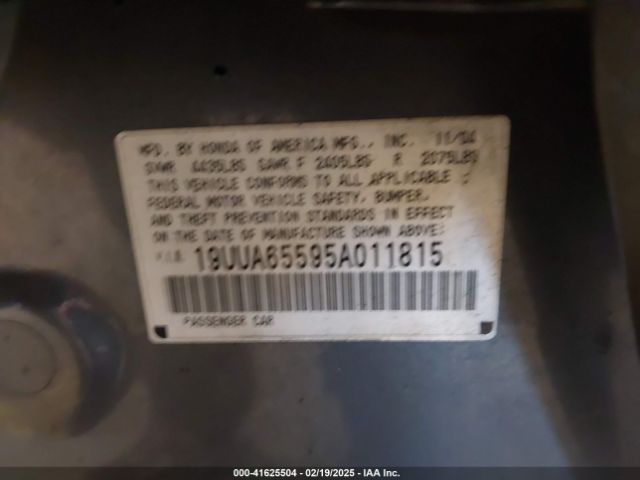 MFD. BY HONDA OF AMERICA MFG., INC. 11/04
GVWR 4435LBS GAWR F 2405LBS R 2075LBS
THIS VEHICLE CONFORMS TO ALL APPLICABLE
FEDERAL MOTOR VEHICLE SAFETY, BUMPER,
AND THEFT PREVENTION STANDARDS IN EFFECT
ON THE DATE OF MANUFACTURE SHOWN ABOVE.
V.I.N. 19UUA65595A011815
PASSENGER CAR
000-41625504 - 02/19/2025 - IAA Inc.